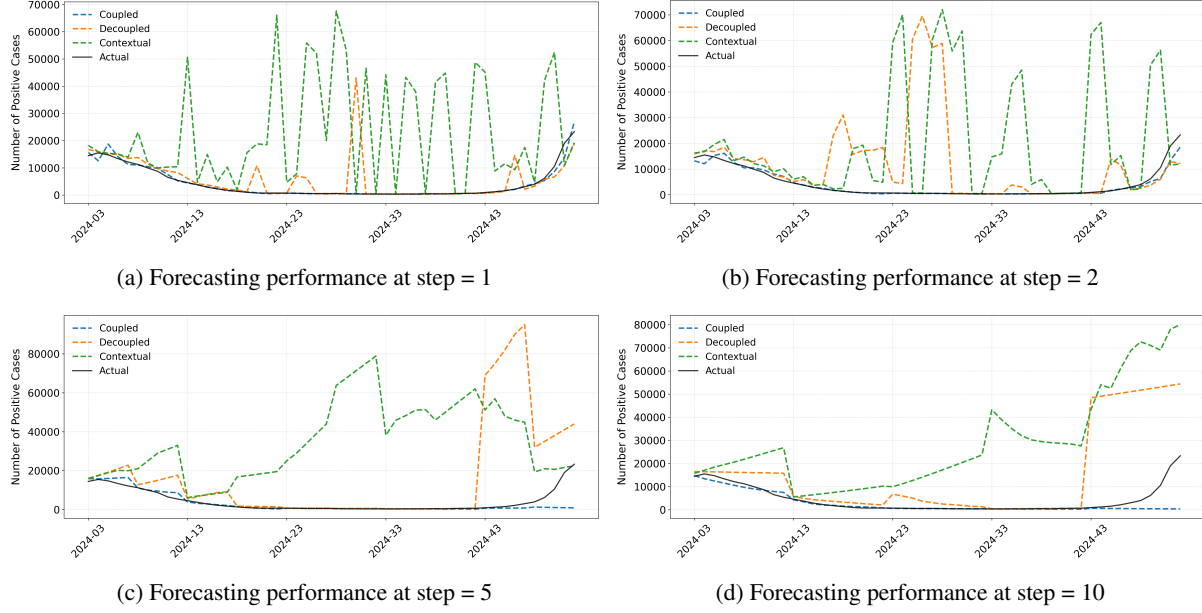 Number of Positive Cases
70000
60000
50000
40000
30000
20000
10000
0
Coupled
Decoupled
Contextual
Actual
2024-03
2024-13
2024-23
2024-33
2024-43
(a) Forecasting performance at step = 1
Number of Positive Cases
70000
60000
50000
40000
30000
20000
10000
0
Coupled
Decoupled
Contextual
Actual
2024-03
2024-13
2024-23
2024-33
2024-43
(b) Forecasting performance at step = 2
Number of Positive Cases
80000
60000
40000
20000
0
Coupled
Decoupled
Contextual
Actual
2024-03
2024-13
2024-23
2024-33
2024-43
(c) Forecasting performance at step = 5
Number of Positive Cases
80000
70000
60000
50000
40000
30000
20000
10000
0
Coupled
Decoupled
Contextual
Actual
2024-03
2024-13
2024-23
2024-33
2024-43
(d) Forecasting performance at step = 10